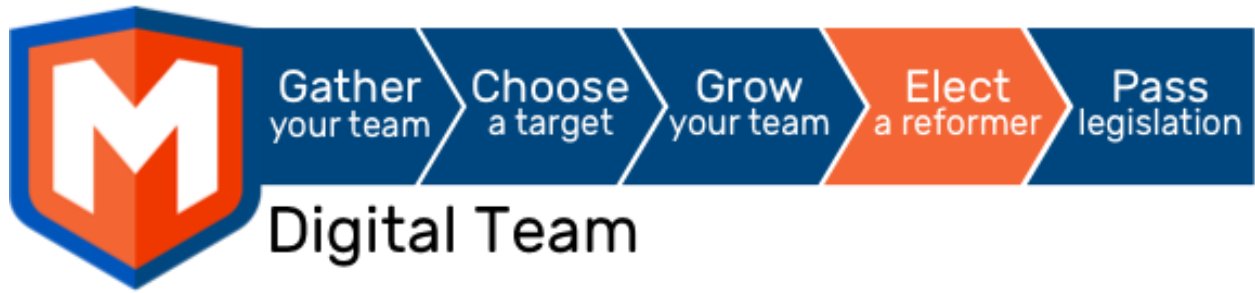 M
Gather
your team
Choose
a target
Grow
your team
Elect
a reformer
Pass
legislation
Digital Team